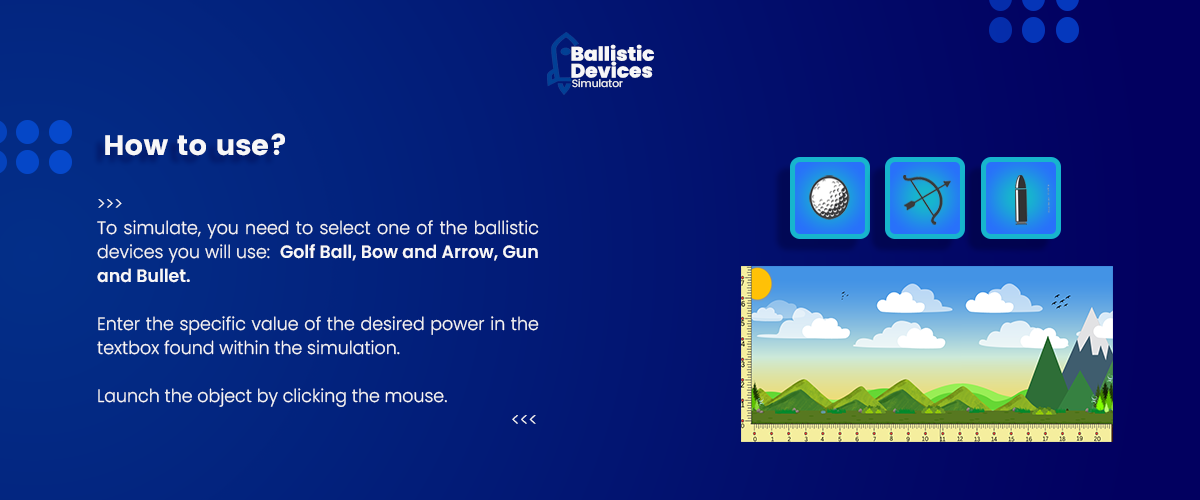 Ballistic
Devices
Simulator
How to use?
>>>
To simulate, you need to select one of the ballistic
devices you will use: Golf Ball, Bow and Arrow, Gun
and Bullet.
Enter the specific value of the desired power in the
textbox found within the simulation.
Launch the object by clicking the mouse.
<<<
0 1 2 3 4 5 6 7 8 9 10 11 12 13 14 15 16 17 18 19 20